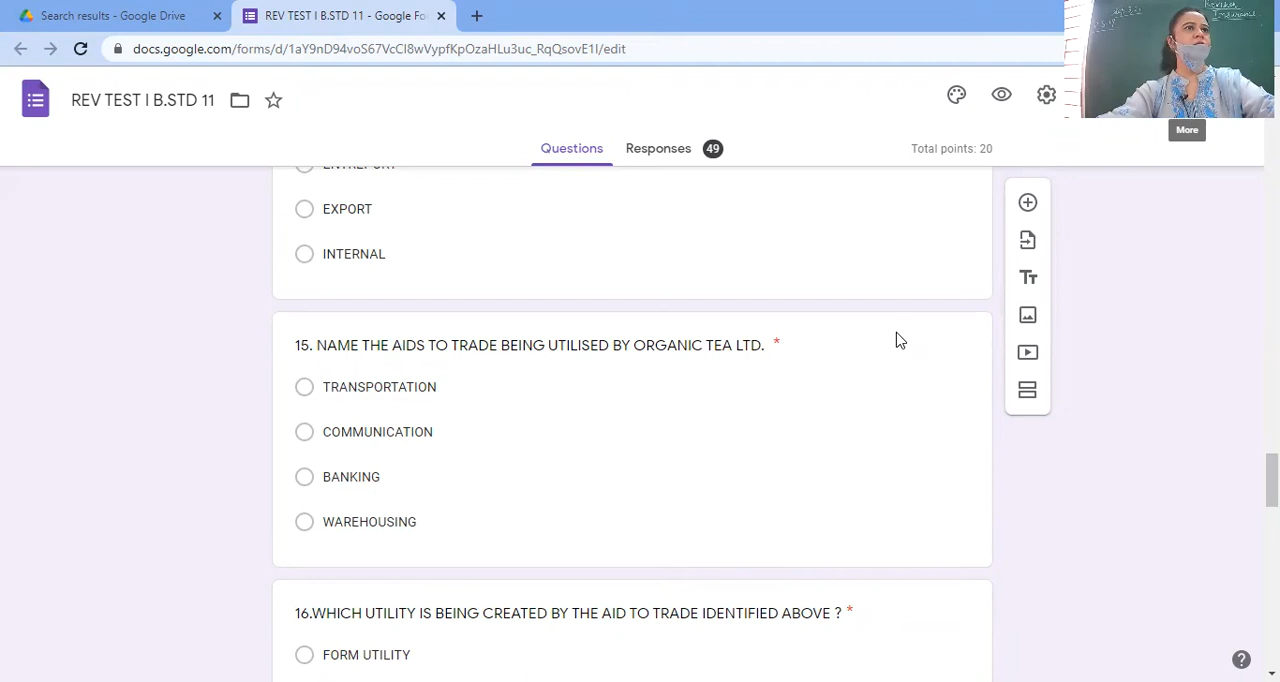 Search results - Google Drive
REV TEST I B.STD 11 - Google Fo
docs.google.com/forms/d/1aY9nD94voS67VcCl8wVypfKpOzaHLu3uc_RqQsovE1I/edit
REV TEST I B.STD 11
More
Questions
Responses 49
Total points: 20
ENTREPORT
EXPORT
INTERNAL
15. NAME THE AIDS TO TRADE BEING UTILISED BY ORGANIC TEA LTD. *
TRANSPORTATION
COMMUNICATION
BANKING
WAREHOUSING
16.WHICH UTILITY IS BEING CREATED BY THE AID TO TRADE IDENTIFIED ABOVE ? *
FORM UTILITY